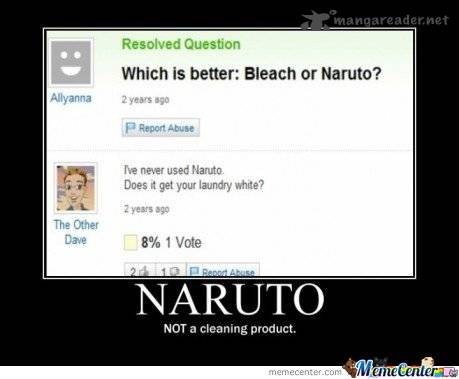 mangareader.net
Resolved Question
Which is better: Bleach or Naruto?
Allyanna
2 years ago
Report Abuse
I've never used Naruto.
Does it get your laundry white?
2 years ago
The Other
Dave
8% 1 Vote
2 1 Report Abuse
NARUTO
NOT a cleaning product.
memecenter.com MemeCenter